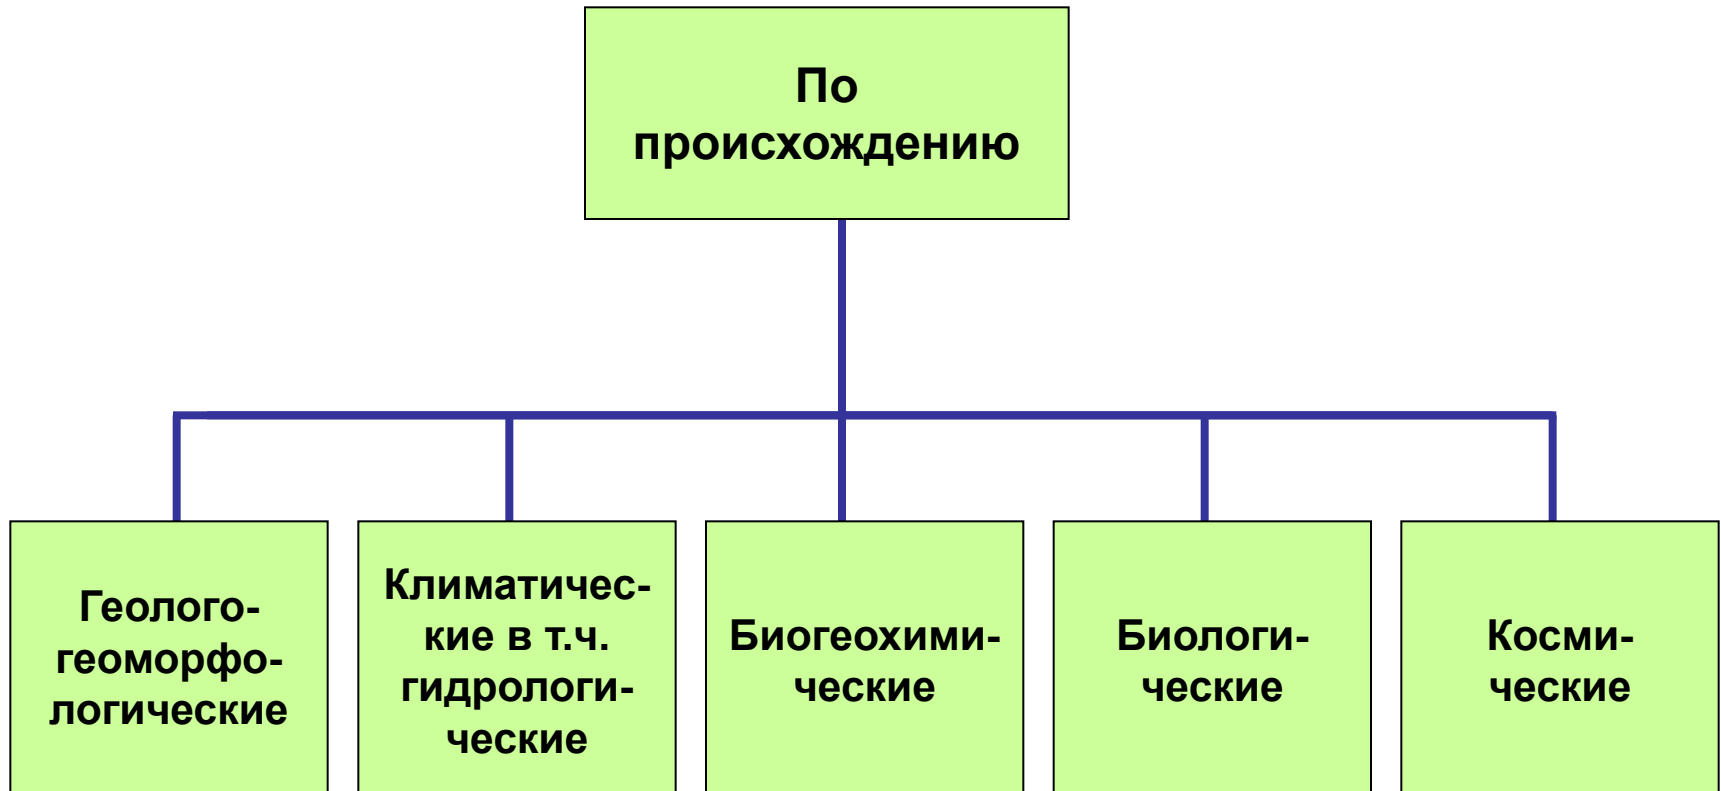 По
происхождению
Геолого-
геоморфо-
логические
Климатичес-
кие в т.ч.
гидрологи-
ческие
Биогеохими-
ческие
Биологи-
ческие
Косми-
ческие